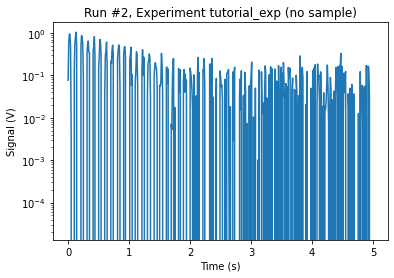 Run #2, Experiment tutorial_exp (no sample)
Signal (V)
10⁰
10⁻¹
10⁻²
10⁻³
10⁻⁴
0 1 2 3 4 5
Time (s)